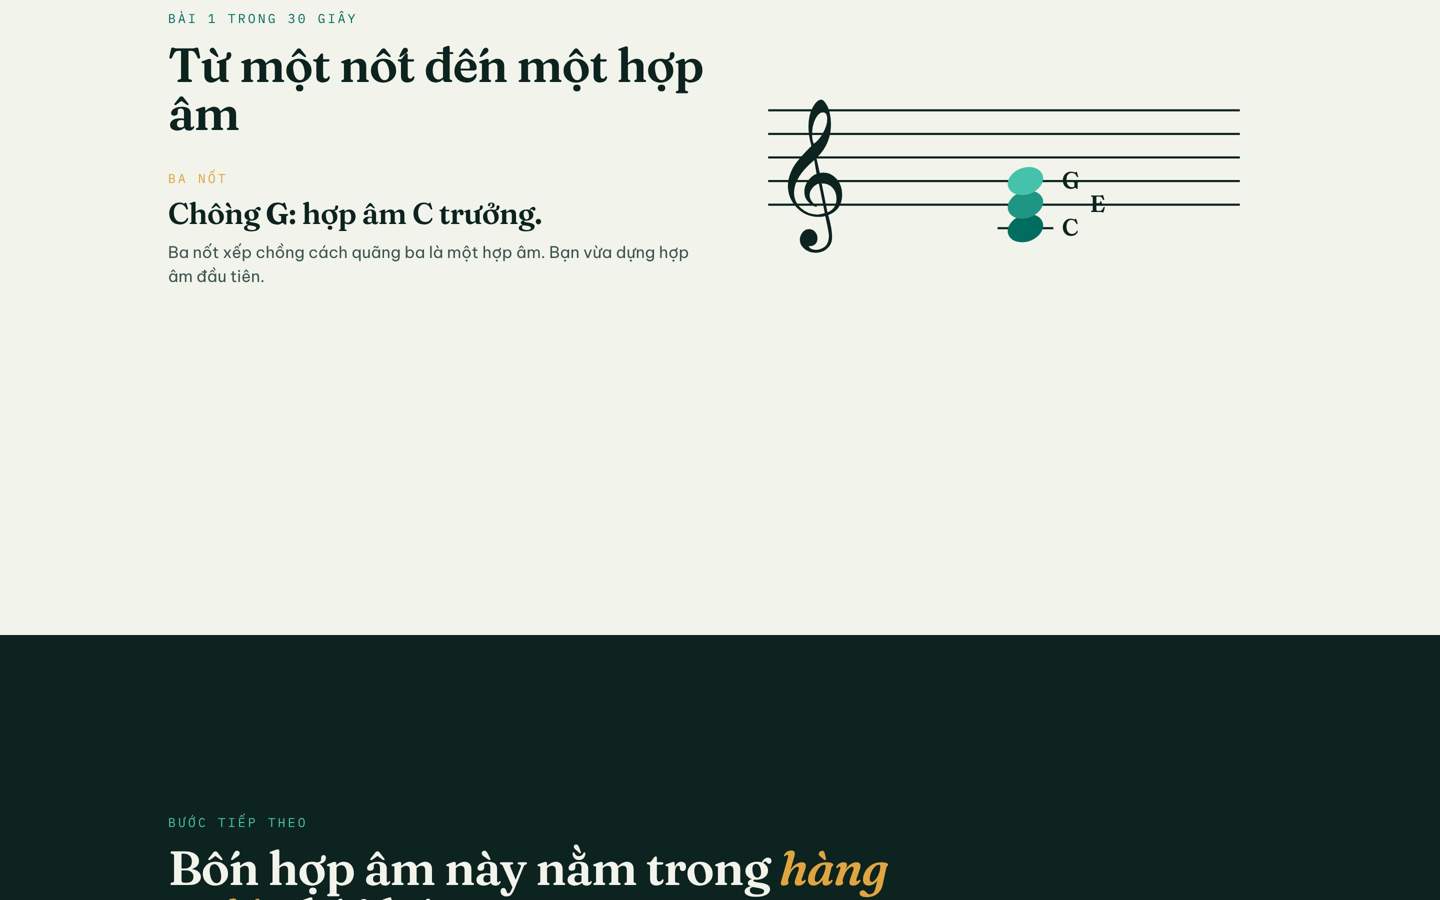 BÀI 1 TRONG 30 GIÂY
Từ một nốt đến một hợp
âm
BA NỐT
Chồng G: hợp âm C trưởng.
Ba nốt xếp chồng cách quãng ba là một hợp âm. Bạn vừa dựng hợp
âm đầu tiên.
G
E
C
BƯỚC TIẾP THEO
Bốn hợp âm này nằm trong hàng